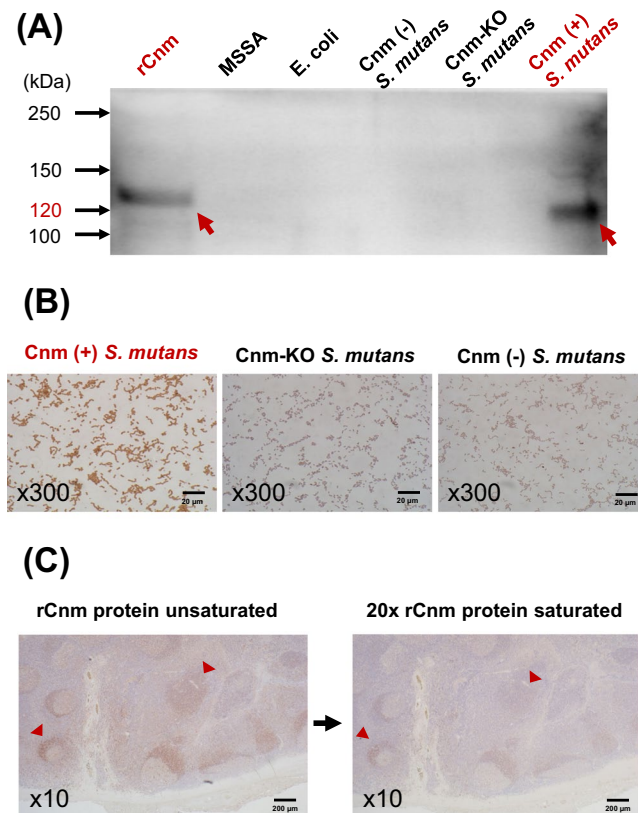 (A)
rCnm
MSSA
E. coli
Cnm (-)
S. mutans
Cnm-KO
S. mutans
Cnm (+)
S. mutans
(kDa)
250
150
120
100
(B)
Cnm (+) S. mutans
Cnm-KO S. mutans
Cnm (-) S. mutans
x300
20 µm
x300
20 µm
x300
20 µm
(C)
rCnm protein unsaturated
20x rCnm protein saturated
x10
200 µm
x10
200 µm